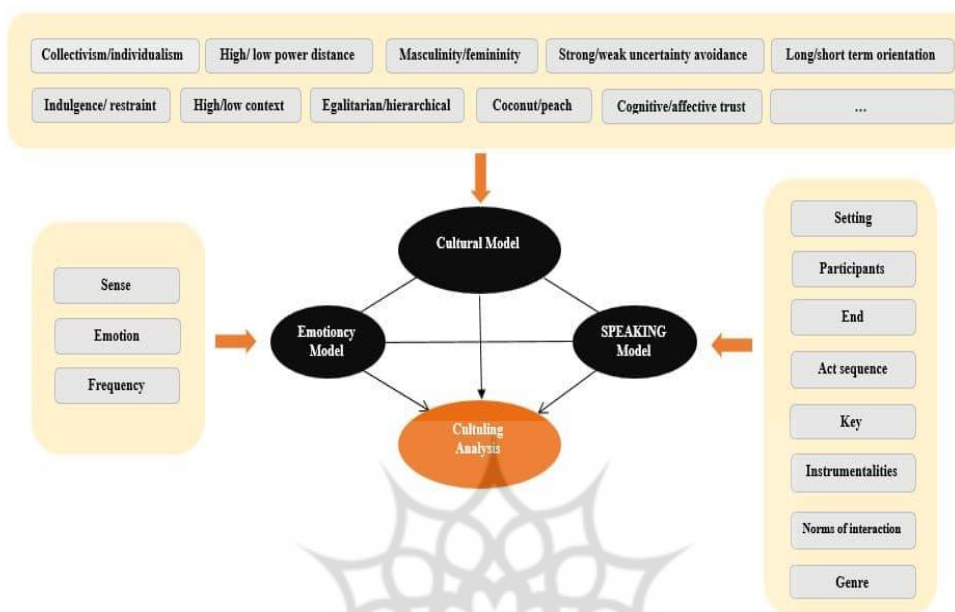 Collectivism/individualism
High/ low power distance
Masculinity/femininity
Strong/weak uncertainty avoidance
Long/short term orientation
Indulgence/ restraint
High/low context
Egalitarian/hierarchical
Coconut/peach
Cognitive/affective trust
...
Cultural Model
Sense
Emotion
Frequency
Emotioncy
Model
SPEAKING
Model
Cultuling
Analysis
Setting
Participants
End
Act sequence
Key
Instrumentalities
Norms of interaction
Genre